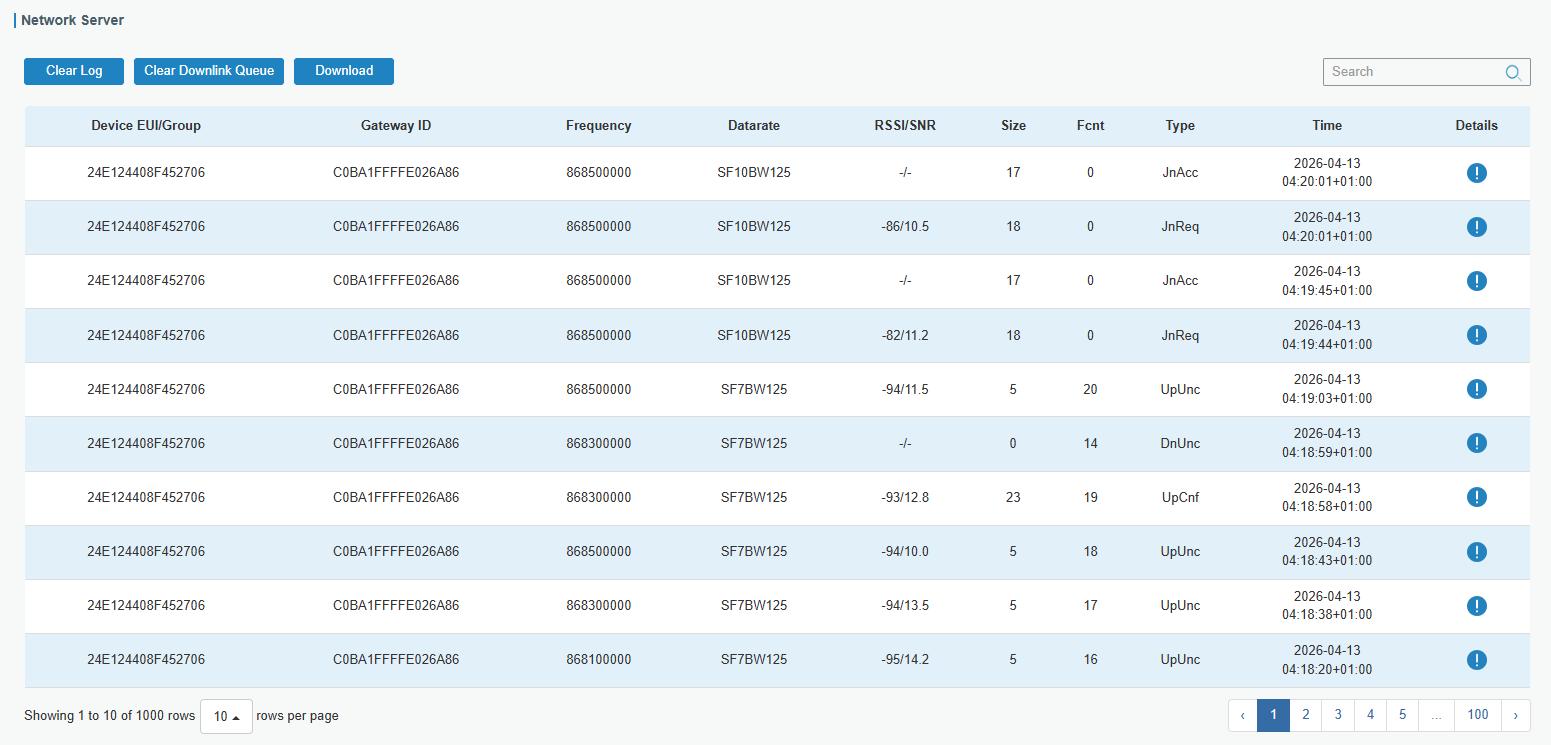 Network Server
Clear Log Clear Downlink Queue Download Search
Device EUI/Group Gateway ID Frequency Datarate RSSI/SNR Size Fcnt Type Time Details
24E124408F452706 C0BA1FFFFE026A86 868500000 SF10BW125 -/- 17 0 JnAcc 2026-04-13
04:20:01+01:00
24E124408F452706 C0BA1FFFFE026A86 868500000 SF10BW125 -86/10.5 18 0 JnReq 2026-04-13
04:20:01+01:00
24E124408F452706 C0BA1FFFFE026A86 868500000 SF10BW125 -/- 17 0 JnAcc 2026-04-13
04:19:45+01:00
24E124408F452706 C0BA1FFFFE026A86 868500000 SF10BW125 -82/11.2 18 0 JnReq 2026-04-13
04:19:44+01:00
24E124408F452706 C0BA1FFFFE026A86 868500000 SF7BW125 -94/11.5 5 20 UpUnc 2026-04-13
04:19:03+01:00
24E124408F452706 C0BA1FFFFE026A86 868300000 SF7BW125 -/- 0 14 DnUnc 2026-04-13
04:18:59+01:00
24E124408F452706 C0BA1FFFFE026A86 868300000 SF7BW125 -93/12.8 23 19 UpCnf 2026-04-13
04:18:58+01:00
24E124408F452706 C0BA1FFFFE026A86 868500000 SF7BW125 -94/10.0 5 18 UpUnc 2026-04-13
04:18:43+01:00
24E124408F452706 C0BA1FFFFE026A86 868300000 SF7BW125 -94/13.5 5 17 UpUnc 2026-04-13
04:18:38+01:00
24E124408F452706 C0BA1FFFFE026A86 868100000 SF7BW125 -95/14.2 5 16 UpUnc 2026-04-13
04:18:20+01:00
Showing 1 to 10 of 1000 rows 10 rows per page ‹ 1 2 3 4 5 ... 100 ›